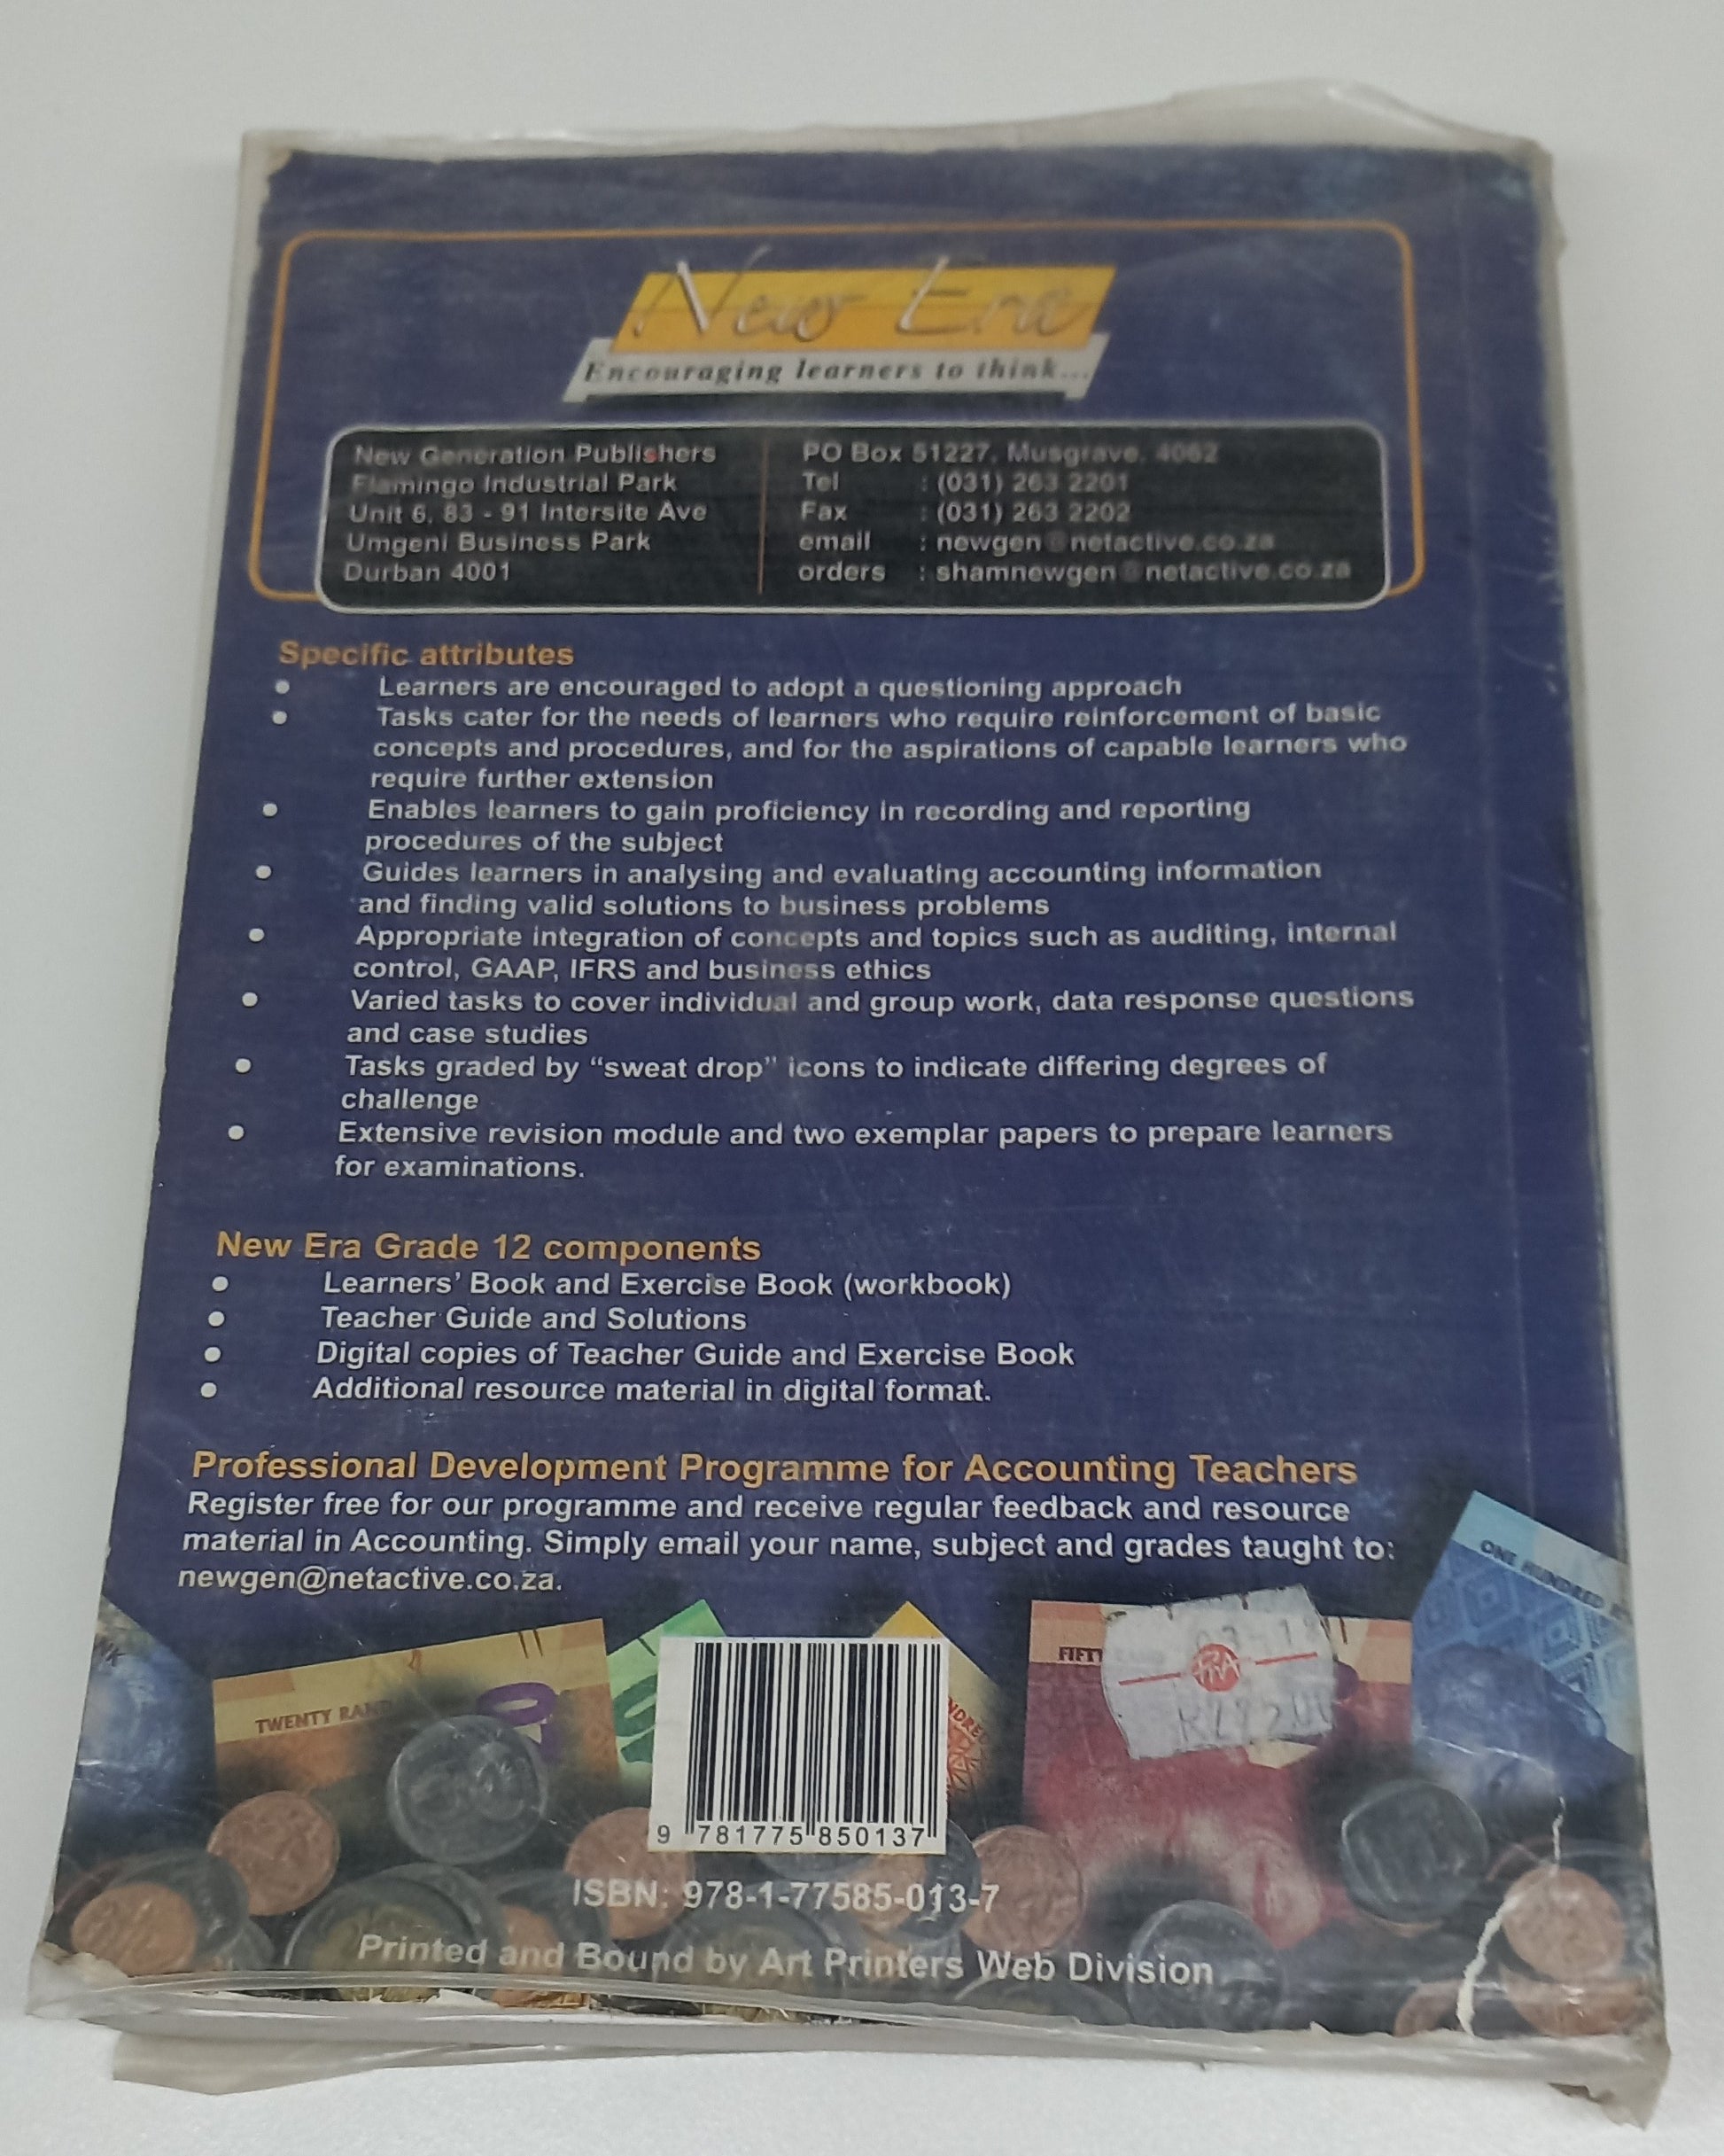 New Era
Encouraging learners to think...
New Generation Publishers
Flamingo Industrial Park
Unit 6, 83 - 91 Intersite Ave
Umgeni Business Park
Durban 4001
PO Box 51227, Musgrave, 4062
Tel : (031) 263 2201
Fax : (031) 263 2202
email : newgen@netactive.co.za
orders : shamnewgen@netactive.co.za
Specific attributes
• Learners are encouraged to adopt a questioning approach
• Tasks cater for the needs of learners who require reinforcement of basic
concepts and procedures, and for the aspirations of capable learners who
require further extension
• Enables learners to gain proficiency in recording and reporting
procedures of the subject
• Guides learners in analysing and evaluating accounting information
and finding valid solutions to business problems
• Appropriate integration of concepts and topics such as auditing, internal
control, GAAP, IFRS and business ethics
• Varied tasks to cover individual and group work, data response questions
and case studies
• Tasks graded by “sweat drop” icons to indicate differing degrees of
challenge
• Extensive revision module and two exemplar papers to prepare learners
for examinations.
New Era Grade 12 components
• Learners’ Book and Exercise Book (workbook)
• Teacher Guide and Solutions
• Digital copies of Teacher Guide and Exercise Book
• Additional resource material in digital format.
Professional Development Programme for Accounting Teachers
Register free for our programme and receive regular feedback and resource
material in Accounting. Simply email your name, subject and grades taught to:
newgen@netactive.co.za.
ONE HUNDRED
TWENTY
FIFTY
9 781775 850137
ISBN: 978-1-77585-013-7
Printed and Bound by Art Printers Web Division